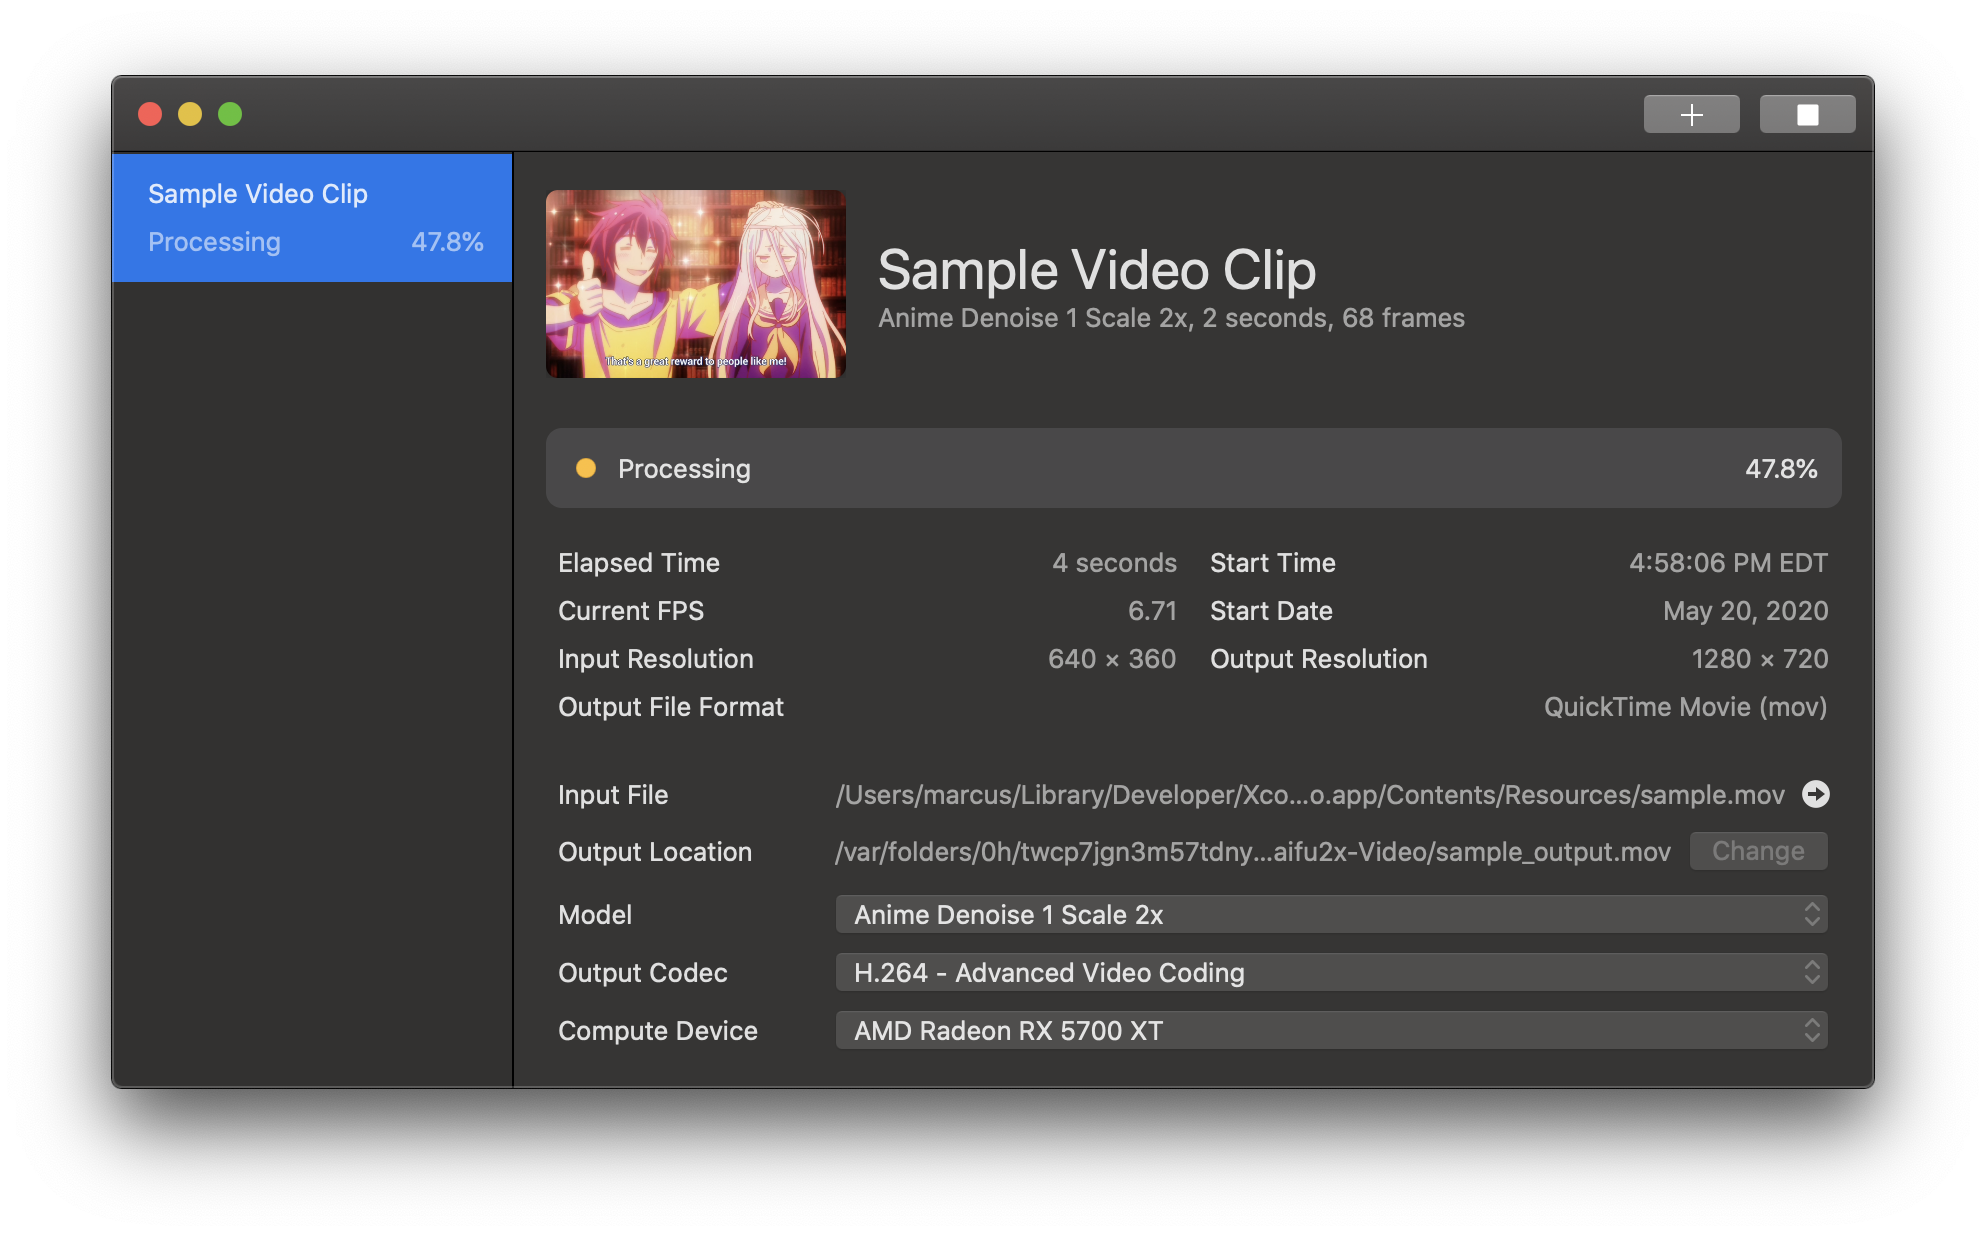 Sample Video Clip
Processing 47.8%
That's a great reward to people like me!
Sample Video Clip
Anime Denoise 1 Scale 2x, 2 seconds, 68 frames
Processing 47.8%
Elapsed Time 4 seconds Start Time 4:58:06 PM EDT
Current FPS 6.71 Start Date May 20, 2020
Input Resolution 640 × 360 Output Resolution 1280 × 720
Output File Format QuickTime Movie (mov)
Input File /Users/marcus/Library/Developer/Xco...o.app/Contents/Resources/sample.mov
Output Location /var/folders/0h/twcp7jgn3m57tdny...aifu2x-Video/sample_output.mov Change
Model Anime Denoise 1 Scale 2x
Output Codec H.264 - Advanced Video Coding
Compute Device AMD Radeon RX 5700 XT